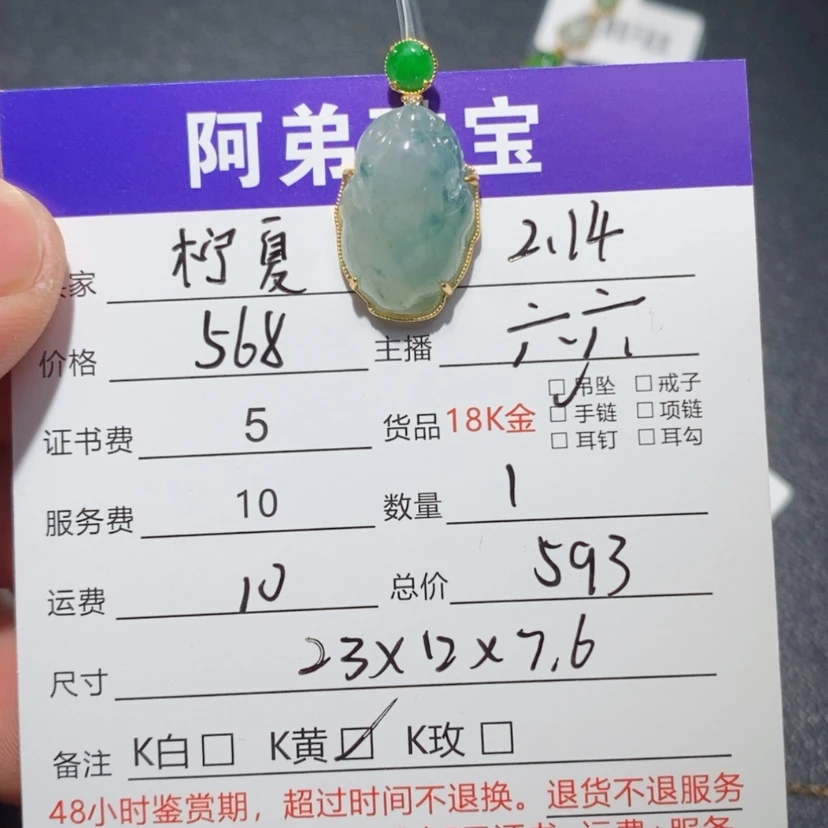 阿弟 宝
家 柠夏 2.14
价格 568 主播 六六
证书费 5 货品 18K金 □ 吊坠 □ 戒子
□ 手链 □ 项链
□ 耳钉 □ 耳勾
服务费 10 数量 1
运费 10 总价 593
尺寸 23×12×7.6
备注 K白 □ K黄 ☑ K玫 □
48小时鉴赏期，超过时间不退换。退货不退服务